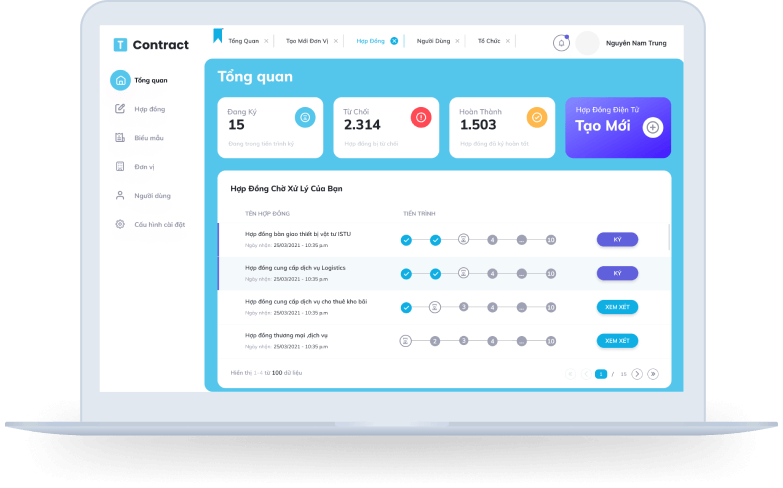 T Contract
Tổng Quan × Tạo Mới Đơn Vị × Hợp Đồng × Người Dùng × Tổ Chức ×
Nguyễn Nam Trung
Tổng quan
Hợp đồng
Biểu mẫu
Đơn vị
Người dùng
Cấu hình cài đặt
Tổng quan
Đang Ký
15
Đang trong tiến trình ký
Từ Chối
2.314
Hợp đồng bị từ chối
Hoàn Thành
1.503
Hợp đồng đã ký hoàn tất
Hợp Đồng Điện Tử
Tạo Mới
Hợp Đồng Chờ Xử Lý Của Bạn
TÊN HỢP ĐỒNG TIẾN TRÌNH
Hợp đồng bàn giao thiết bị vật tư ISTU
Ngày nhận: 25/03/2021 - 10:35 p.m
4 ... 10
KÝ
Hợp đồng cung cấp dịch vụ Logistics
Ngày nhận: 25/03/2021 - 10:35 p.m
4 ... 10
KÝ
Hợp đồng cung cấp dịch vụ cho thuê kho bãi
Ngày nhận: 25/03/2021 - 10:35 p.m
3 4 ... 10
XEM XÉT
Hợp đồng thương mại ,dịch vụ
Ngày nhận: 25/03/2021 - 10:35 p.m
2 3 4 ... 10
XEM XÉT
Hiển thị 1-4 từ 100 dữ liệu
1 / 15